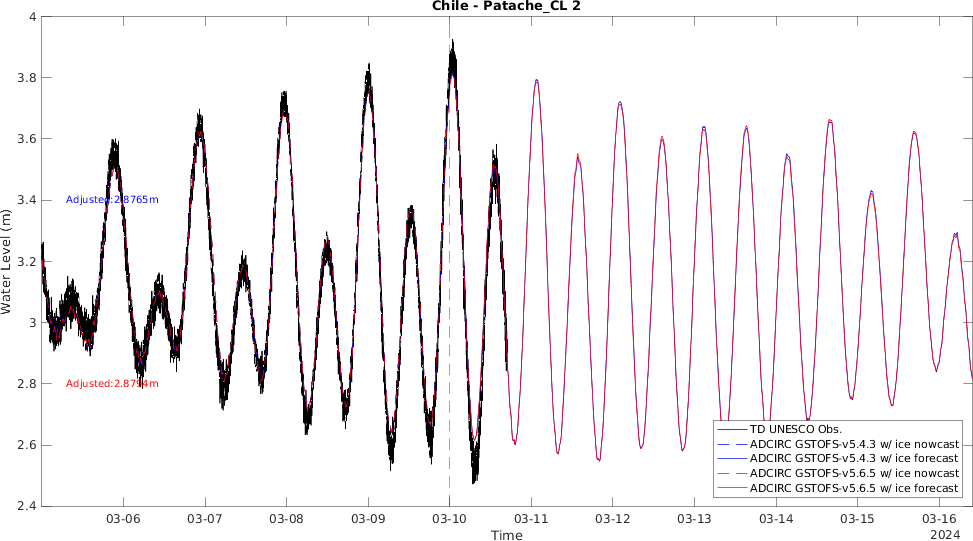 Chile - Patache_CL 2
4
3.8
3.6
3.4
3.2
3
2.8
2.6
2.4
Water Level (m)
Adjusted:2.8765m
Adjusted:2.8794m
TD UNESCO Obs.
ADCIRC GSTOFS-v5.4.3 w/ ice nowcast
ADCIRC GSTOFS-v5.4.3 w/ ice forecast
ADCIRC GSTOFS-v5.6.5 w/ ice nowcast
ADCIRC GSTOFS-v5.6.5 w/ ice forecast
03-06 03-07 03-08 03-09 03-10 03-11 03-12 03-13 03-14 03-15 03-16
Time
2024